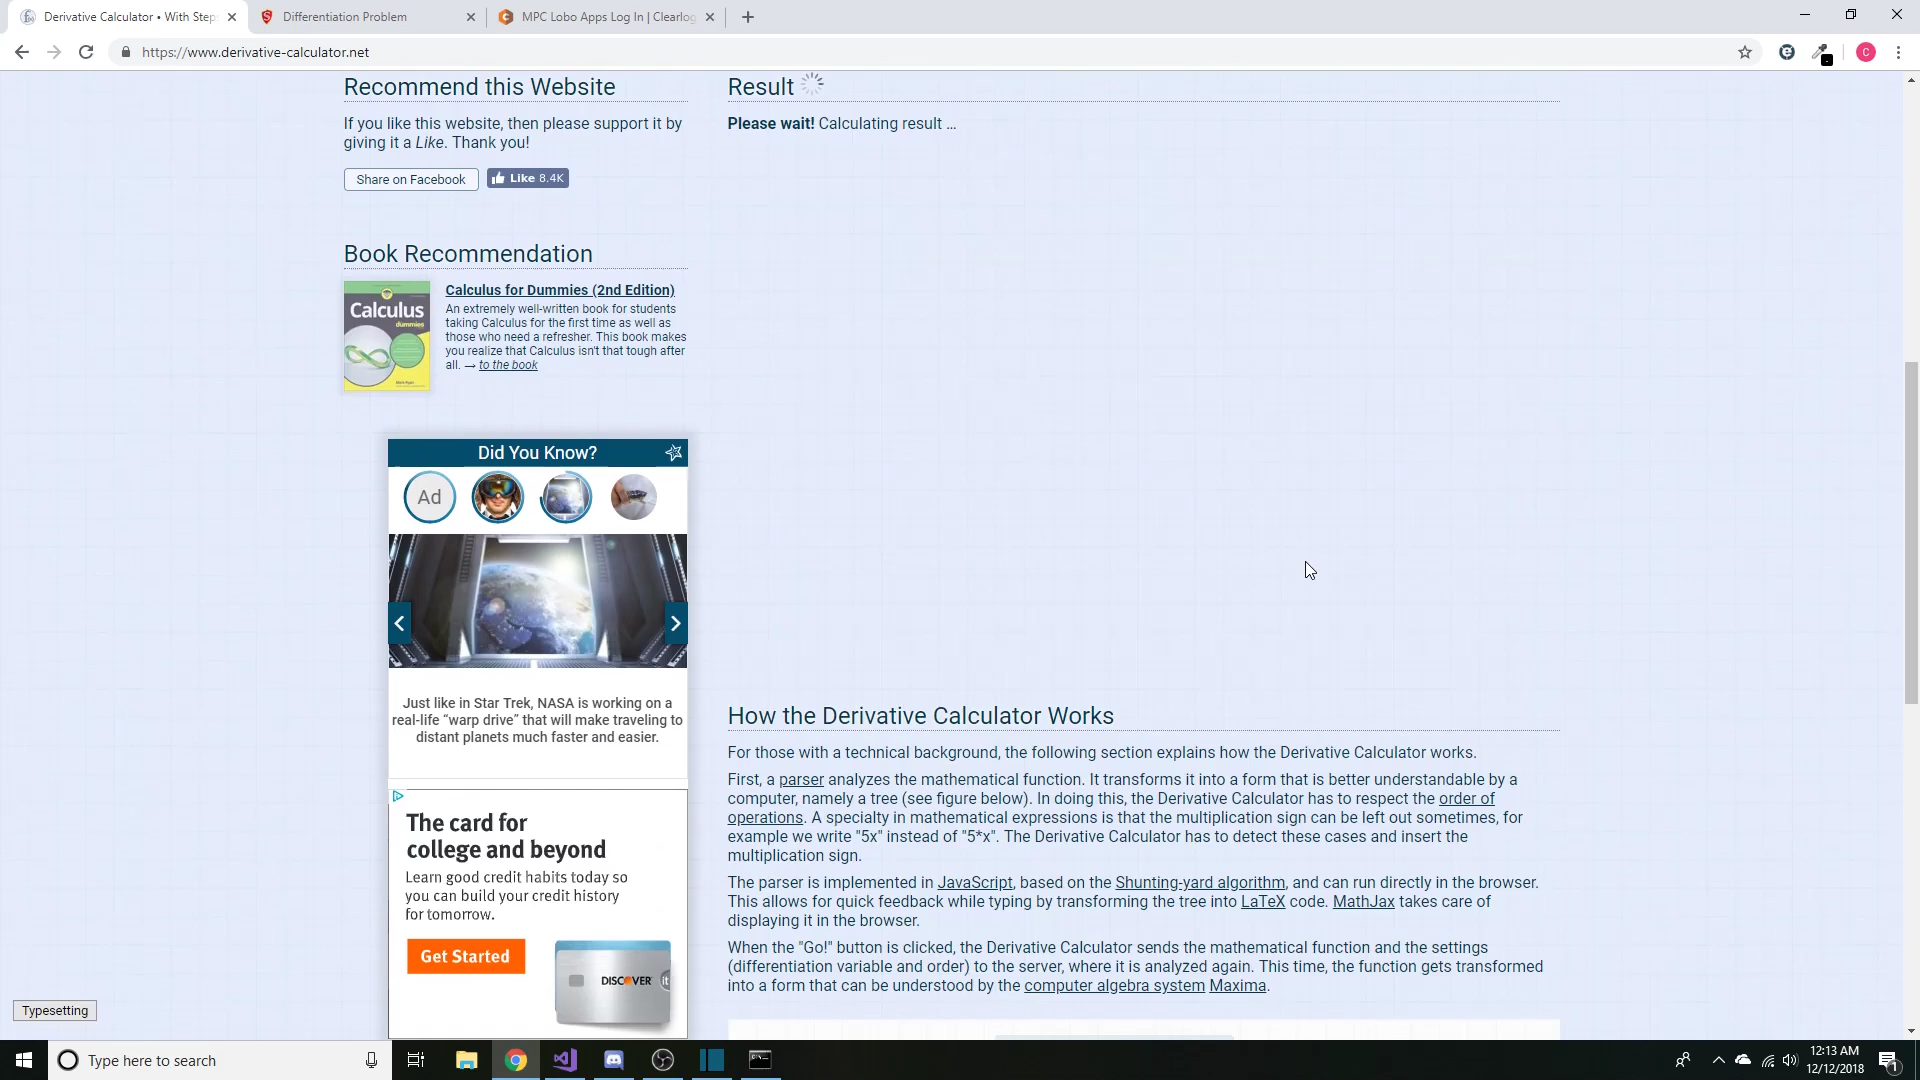 Derivative Calculator • With Step
Differentiation Problem
MPC Lobo Apps Log In | Clearlog
https://www.derivative-calculator.net
C
Recommend this Website
If you like this website, then please support it by
giving it a Like. Thank you!
Share on Facebook
Like 8.4K
Book Recommendation
Calculus
dummies
Calculus for Dummies (2nd Edition)
An extremely well-written book for students
taking Calculus for the first time as well as
those who need a refresher. This book makes
you realize that Calculus isn't that tough after
all. → to the book
Did You Know?
Ad
Just like in Star Trek, NASA is working on a
real-life “warp drive” that will make traveling to
distant planets much faster and easier.
The card for
college and beyond
Learn good credit habits today so
you can build your credit history
for tomorrow.
Get Started
DISCOVER it
Result
Please wait! Calculating result ...
How the Derivative Calculator Works
For those with a technical background, the following section explains how the Derivative Calculator works.
First, a parser analyzes the mathematical function. It transforms it into a form that is better understandable by a
computer, namely a tree (see figure below). In doing this, the Derivative Calculator has to respect the order of
operations. A specialty in mathematical expressions is that the multiplication sign can be left out sometimes, for
example we write "5x" instead of "5*x". The Derivative Calculator has to detect these cases and insert the
multiplication sign.
The parser is implemented in JavaScript, based on the Shunting-yard algorithm, and can run directly in the browser.
This allows for quick feedback while typing by transforming the tree into LaTeX code. MathJax takes care of
displaying it in the browser.
When the "Go!" button is clicked, the Derivative Calculator sends the mathematical function and the settings
(differentiation variable and order) to the server, where it is analyzed again. This time, the function gets transformed
into a form that can be understood by the computer algebra system Maxima.
Typesetting
Type here to search
12:13 AM
12/12/2018
1